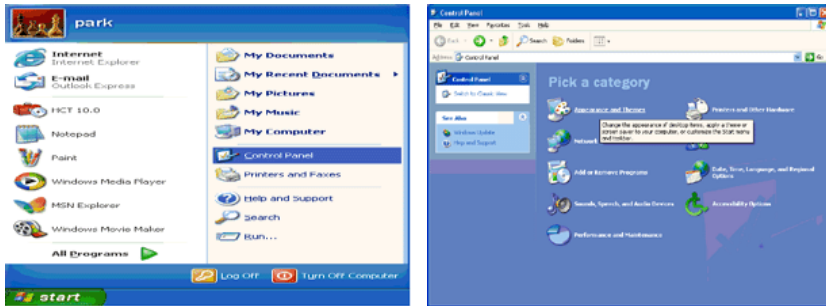 park
Internet
Internet Explorer
E-mail
Outlook Express
HCT 10.0
Notepad
Paint
Windows Media Player
MSN Explorer
Windows Movie Maker
All Programs
My Documents
My Recent Documents
My Pictures
My Music
My Computer
Control Panel
Printers and Faxes
Help and Support
Search
Run...
Log Off
Turn Off Computer
start
Control Panel
File Edit View Favorites Tools Help
Back
Search
Folders
Address
Control Panel
Go
Control Panel
Switch to Classic View
See Also
Windows Update
Help and Support
Pick a category
Appearance and Themes
Printers and Other Hardware
Change the appearance of desktop items, apply a theme or
screen saver to your computer, or customize the Start menu
and taskbar.
Network
Add or Remove Programs
Date, Time, Language, and Regional
Options
Sounds, Speech, and Audio Devices
Accessibility Options
Performance and Maintenance